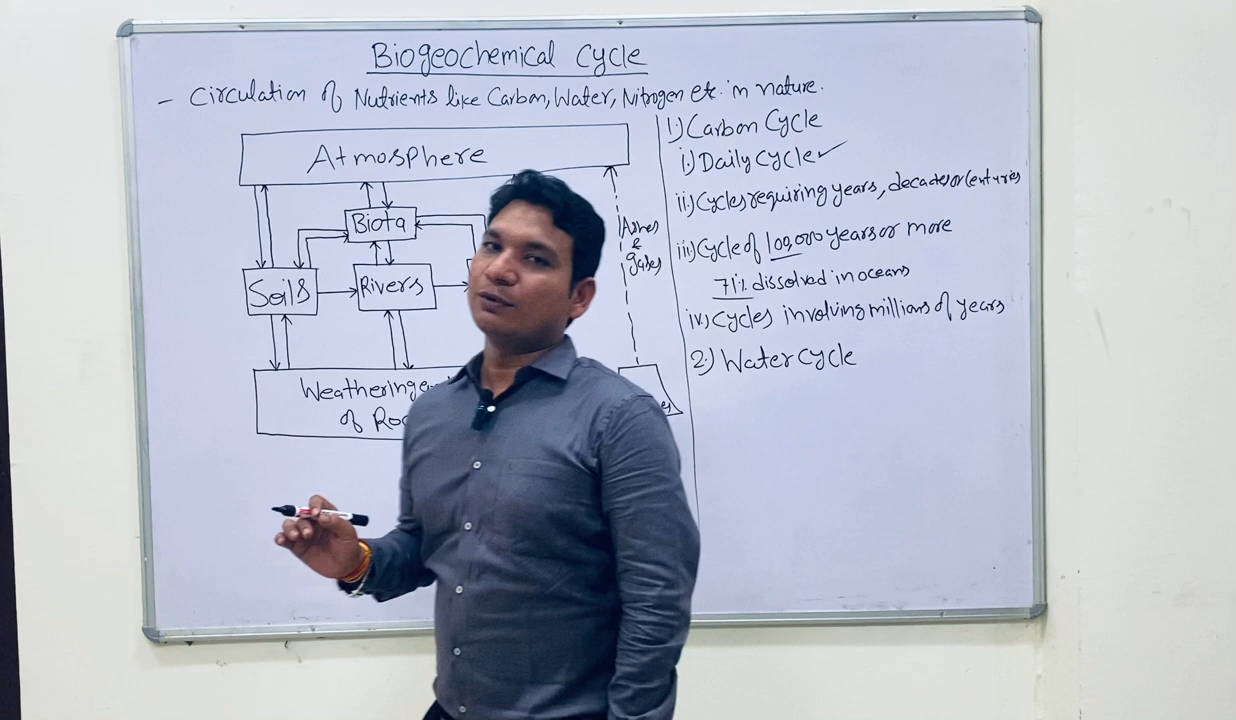 Biogeochemical Cycle
- Circulation of Nutrients like Carbon, Water, Nitrogen etc. in nature.
Atmosphere
Biota
Soils
Rivers
Ashes
&
gases
Weathering
of
1.) Carbon Cycle
i.) Daily Cycle✓
ii.) Cycles requiring years, decades or centuries
iii.) Cycle of 100,000 years or more
71% dissolved in oceans
iv.) Cycles involving millions of years
2.) Water Cycle